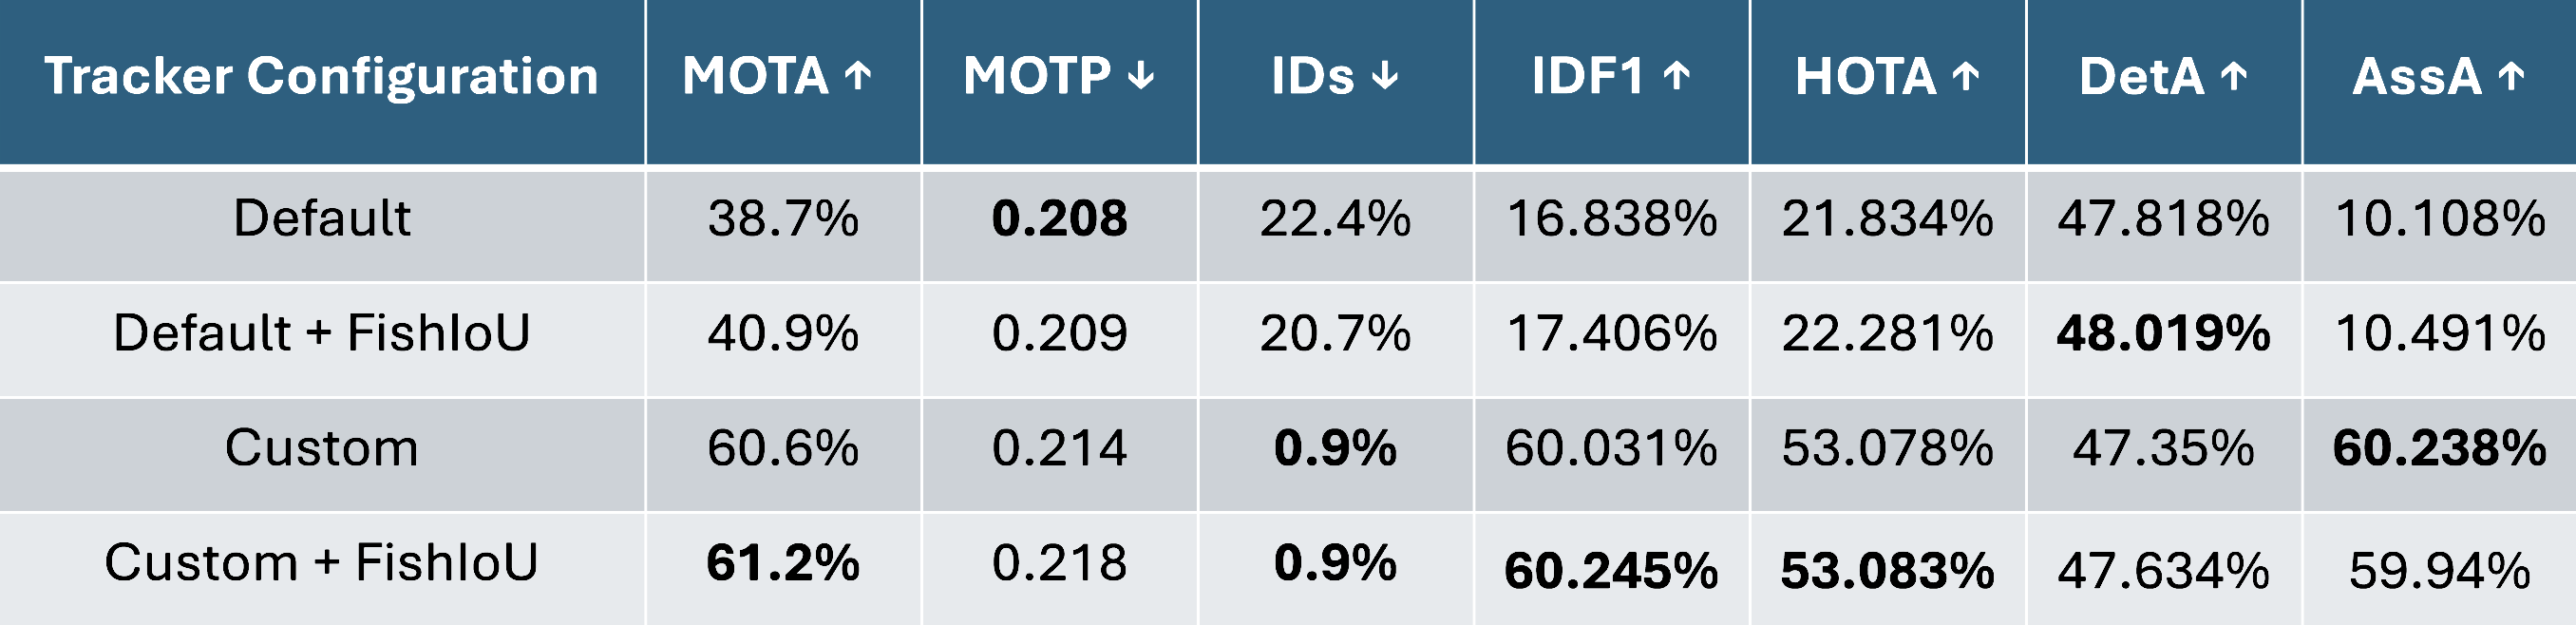 Tracker Configuration MOTA ↑ MOTP ↓ IDs ↓ IDF1 ↑ HOTA ↑ DetA ↑ AssA ↑
Default 38.7% 0.208 22.4% 16.838% 21.834% 47.818% 10.108%
Default + FishIoU 40.9% 0.209 20.7% 17.406% 22.281% 48.019% 10.491%
Custom 60.6% 0.214 0.9% 60.031% 53.078% 47.35% 60.238%
Custom + FishIoU 61.2% 0.218 0.9% 60.245% 53.083% 47.634% 59.94%